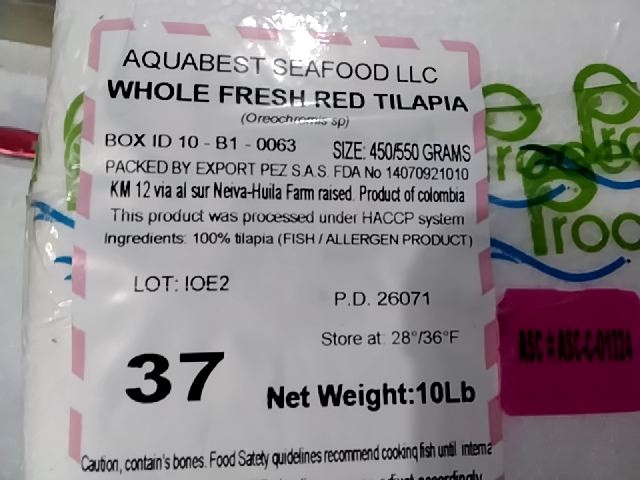 AQUABEST SEAFOOD LLC
WHOLE FRESH RED TILAPIA
(Oreochromis sp)
BOX ID 10 - B1 - 0063
SIZE: 450/550 GRAMS
PACKED BY EXPORT PEZ S.A.S. FDA No 14070921010
KM 12 via al sur Neiva-Huila Farm raised. Product of colombia
This product was processed under HACCP system
Ingredients: 100% tilapia (FISH / ALLERGEN PRODUCT)
LOT: !OE2
P.D. 26071
Store at: 28°/36°F
37
Net Weight:10Lb
Caution, contain's bones. Food Safety guidelines recommend cooking fish until interna
accordingly
ASC = ASC-C-01334